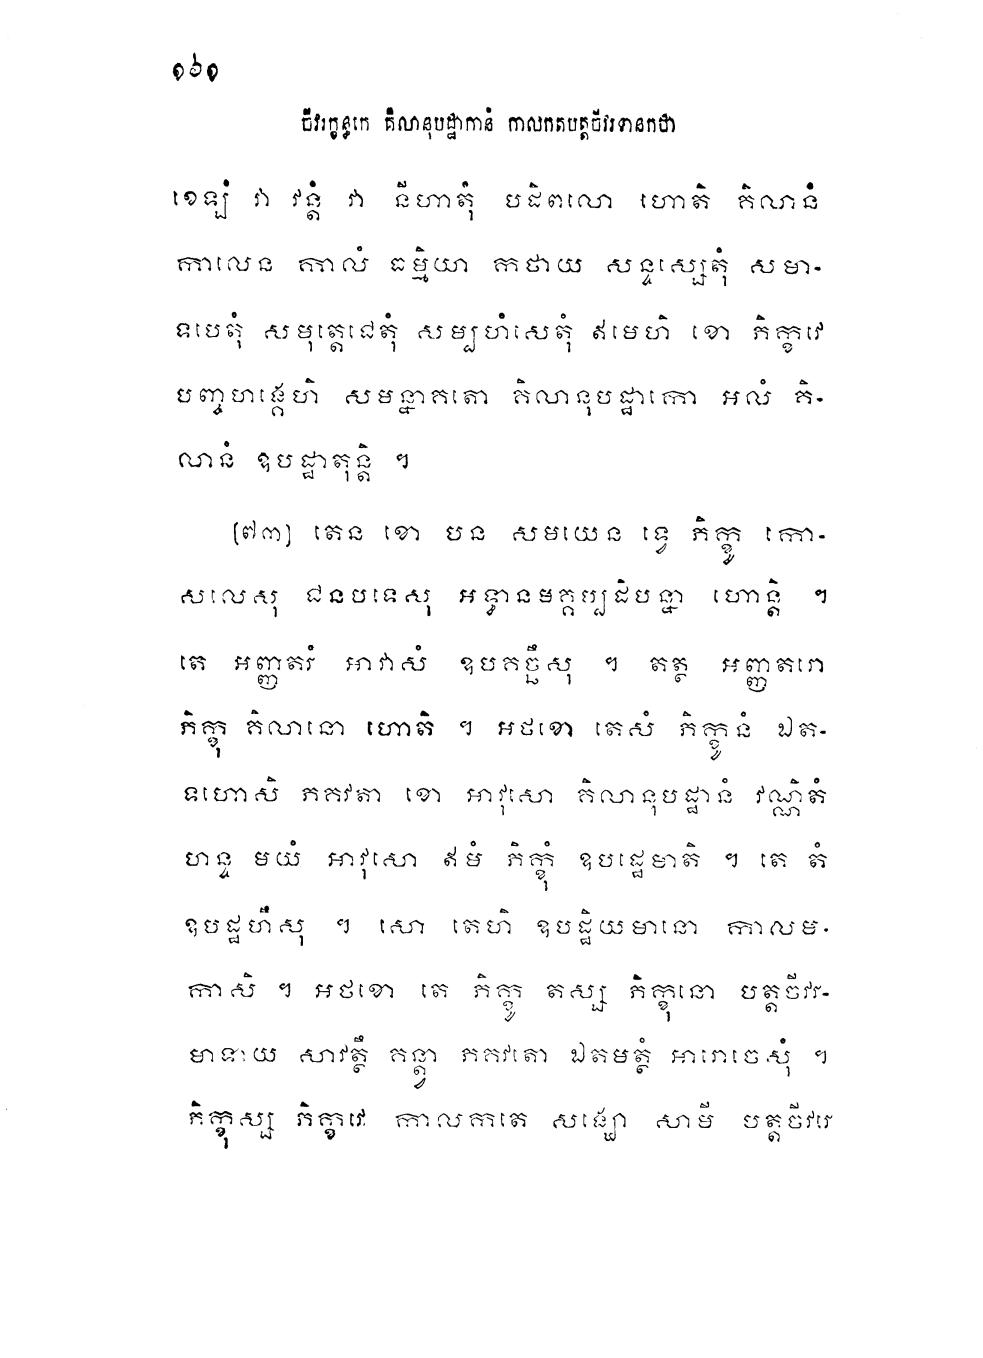 ១៦១
ចីវរក្ខន្ធកេ គិលានុបដ្ឋាកានំ កាលកតបត្តចីវរទានកថា
ខេឡំ វា វន្តំ វា នីហាតុំ បដិពលោ ហោតិ គិលានំ
កាលេន កាលំ ធម្មិយា កថាយ សន្ទស្សេតុំ សមា-
ទបេតុំ សមុត្តេជេតុំ សម្បហំសេតុំ ឥមេហិ ខោ ភិក្ខវេ
បញ្ចហង្គេហិ សមន្នាគតោ គិលានុបដ្ឋាកោ អលំ គិ-
លានំ ឧបដ្ឋាតុន្តិ ។
(៧៣) តេន ខោ បន សមយេន ទ្វេ ភិក្ខូ កោ-
សលេសុ ជនបទេសុ អទ្ធានមគ្គប្បដិបន្នា ហោន្តិ ។
តេ អញ្ញតរំ អាវាសំ ឧបគច្ឆឹសុ ។ តត្ថ អញ្ញតរោ
ភិក្ខុ គិលានោ ហោតិ ។ អថខោ តេសំ ភិក្ខូនំ ឯត-
ទហោសិ ភគវតា ខោ អាវុសោ គិលានុបដ្ឋានំ វណ្ណិតំ
ហន្ទ មយំ អាវុសោ ឥមំ ភិក្ខុំ ឧបដ្ឋេមាតិ ។ តេ តំ
ឧបដ្ឋហឹសុ ។ សោ តេហិ ឧបដ្ឋិយមានោ កាលម-
កាសិ ។ អថខោ តេ ភិក្ខូ តស្ស ភិក្ខុនោ បត្តចីវរ-
មាទាយ សាវត្ថឹ គន្ត្វា ភគវតោ ឯតមត្ថំ អារោចេសុំ ។
ភិក្ខុស្ស ភិក្ខវេ កាលកតេ សង្ឃោ សាមី បត្តចីវរេ